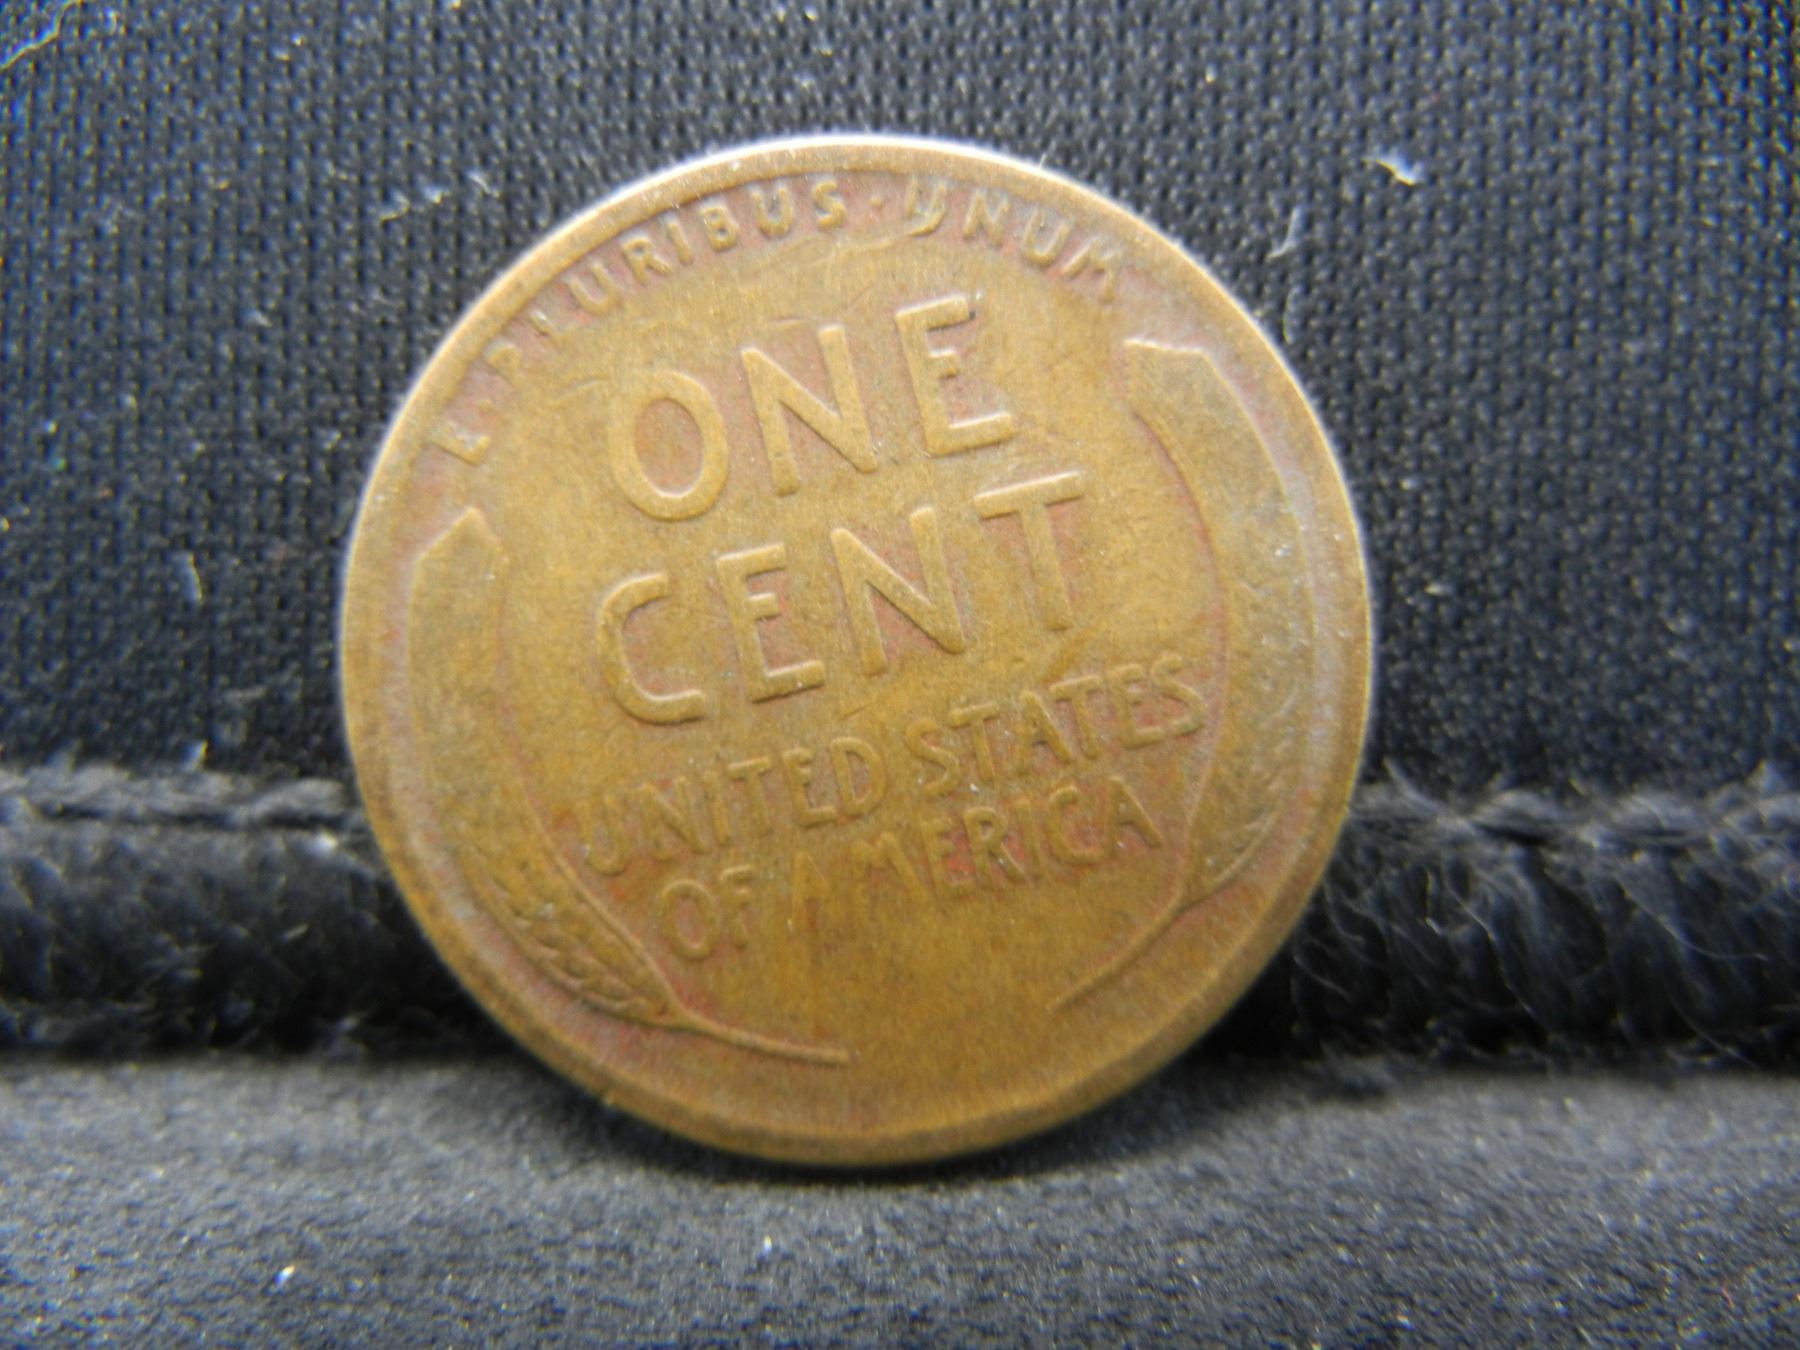 E·PLURIBUS·UNUM
ONE
CENT
UNITED STATES
OF AMERICA